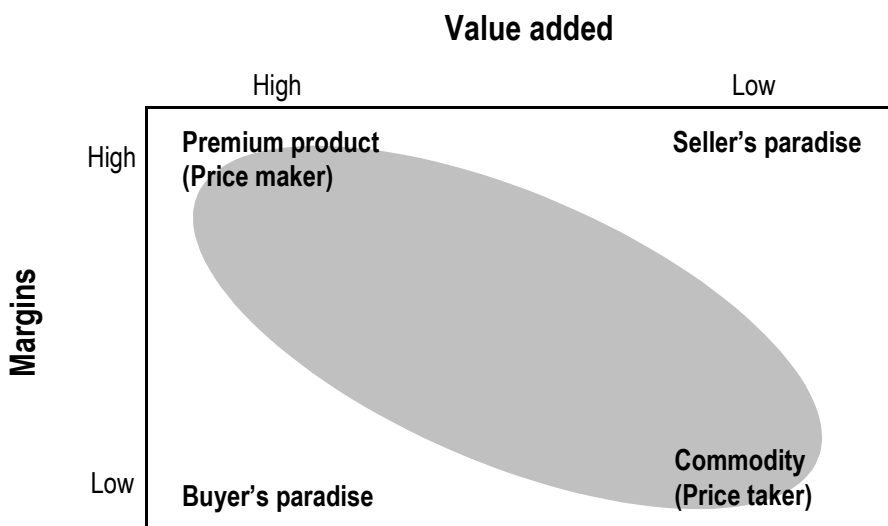 Value added
High
Low
High
Premium product
(Price maker)
Seller's paradise
Margins
Low
Buyer's paradise
Commodity
(Price taker)